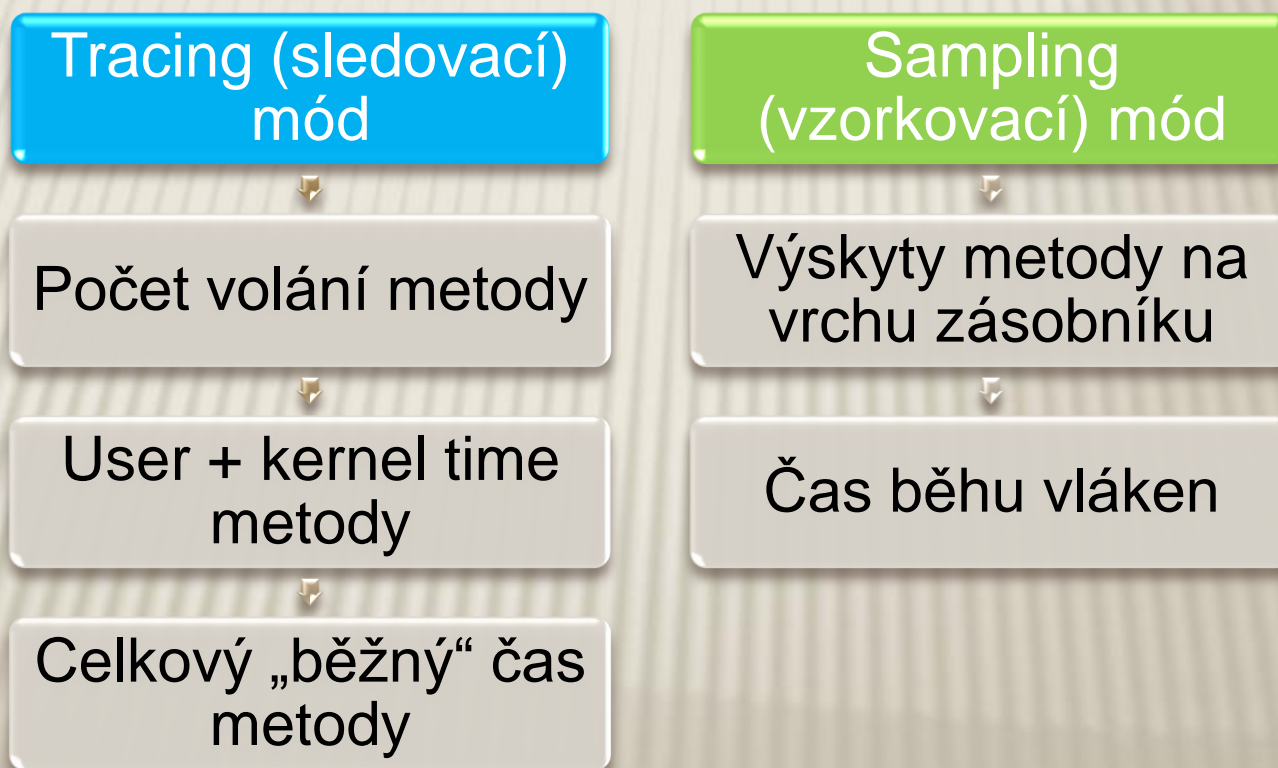 Tracing (sledovací)
mód
Počet volání metody
User + kernel time
metody
Celkový „běžný“ čas
metody
Sampling
(vzorkovací) mód
Výskyty metody na
vrchu zásobníku
Čas běhu vláken